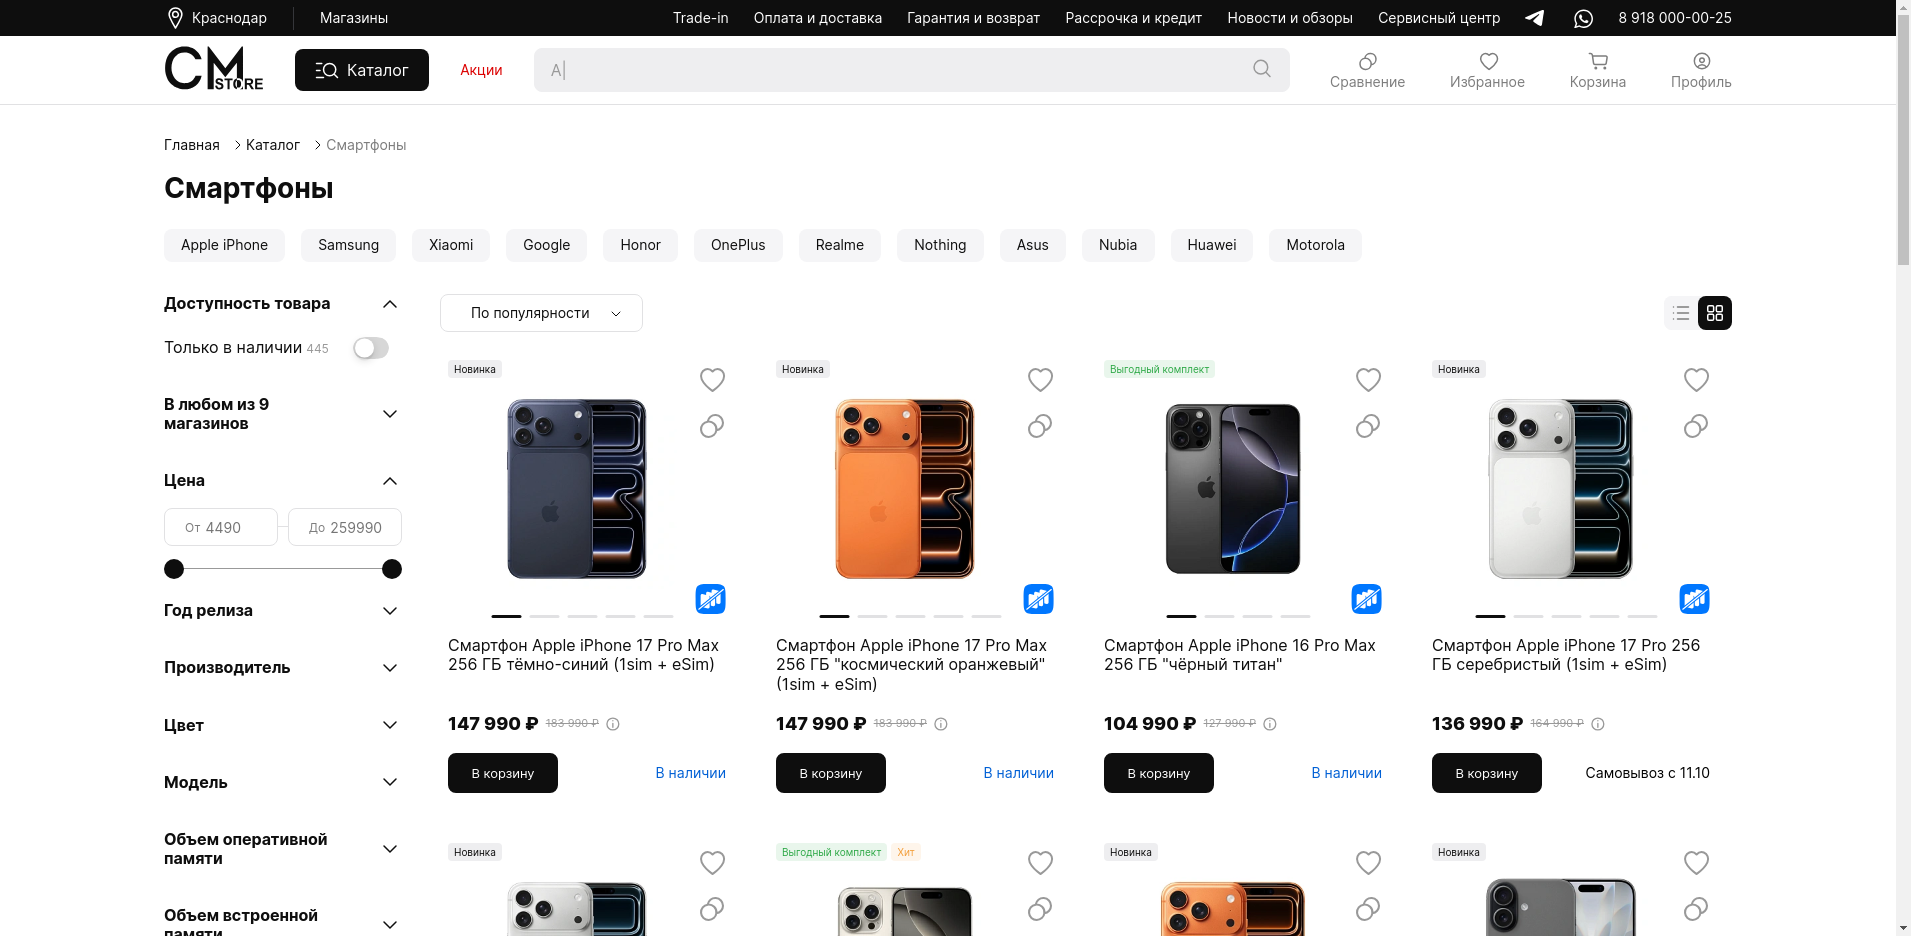 Краснодар
Магазины
Trade-in
Оплата и доставка
Гарантия и возврат
Рассрочка и кредит
Новости и обзоры
Сервисный центр
8 918 000-00-25
CM STORE
Каталог
Акции
A|
Сравнение
Избранное
Корзина
Профиль
Главная
Каталог
Смартфоны
Смартфоны
Apple iPhone
Samsung
Xiaomi
Google
Honor
OnePlus
Realme
Nothing
Asus
Nubia
Huawei
Motorola
Доступность товара
Только в наличии 445
В любом из 9
магазинов
Цена
От 4490
До 259990
Год релиза
Производитель
Цвет
Модель
Объем оперативной
памяти
Объем встроенной
памяти
По популярности
Новинка
Смартфон Apple iPhone 17 Pro Max
256 ГБ тёмно-синий (1sim + eSim)
147 990 ₽ 183 990 ₽
В корзину
В наличии
Новинка
Смартфон Apple iPhone 17 Pro Max
256 ГБ "космический оранжевый"
(1sim + eSim)
147 990 ₽ 183 990 ₽
В корзину
В наличии
Выгодный комплект
Смартфон Apple iPhone 16 Pro Max
256 ГБ "чёрный титан"
104 990 ₽ 127 990 ₽
В корзину
В наличии
Новинка
Смартфон Apple iPhone 17 Pro 256
ГБ серебристый (1sim + eSim)
136 990 ₽ 164 990 ₽
В корзину
Самовывоз с 11.10
Новинка
Выгодный комплект
Хит
Новинка
Новинка